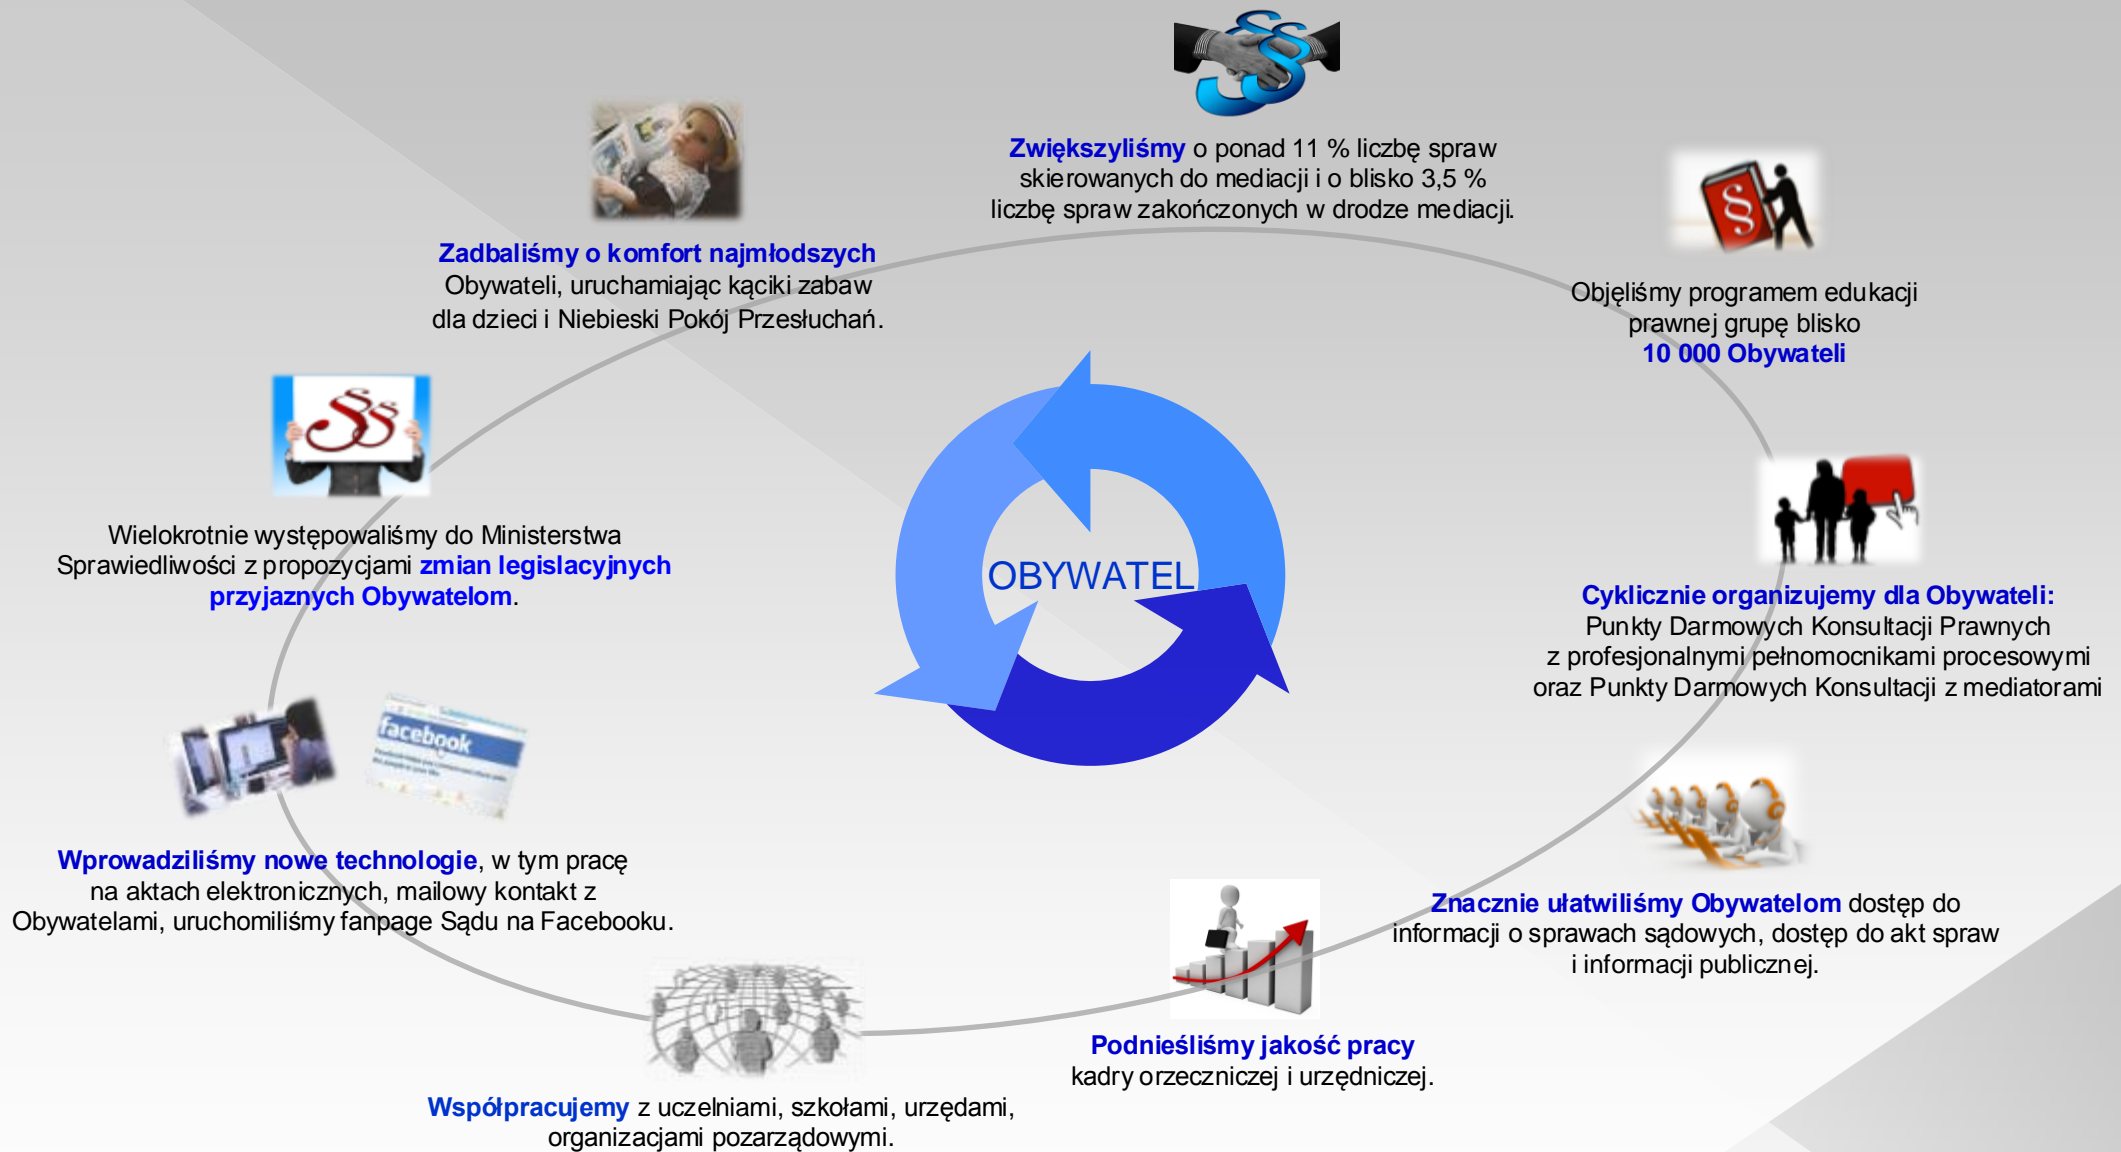 Zwiększyliśmy o ponad 11 % liczbę spraw
skierowanych do mediacji i o blisko 3,5 %
liczbę spraw zakończonych w drodze mediacji.
Objęliśmy programem edukacji
prawnej grupę blisko
10 000 Obywateli
Cyklicznie organizujemy dla Obywateli:
Punkty Darmowych Konsultacji Prawnych
z profesjonalnymi pełnomocnikami procesowymi
oraz Punkty Darmowych Konsultacji z mediatorami
Znacznie ułatwiliśmy Obywatelom dostęp do
informacji o sprawach sądowych, dostęp do akt spraw
i informacji publicznej.
Podnieśliśmy jakość pracy
kadry orzeczniczej i urzędniczej.
Współpracujemy z uczelniami, szkołami, urzędami,
organizacjami pozarządowymi.
facebook
Wprowadziliśmy nowe technologie, w tym pracę
na aktach elektronicznych, mailowy kontakt z
Obywatelami, uruchomiliśmy fanpage Sądu na Facebooku.
Wielokrotnie występowaliśmy do Ministerstwa
Sprawiedliwości z propozycjami zmian legislacyjnych
przyjaznych Obywatelom.
Zadbaliśmy o komfort najmłodszych
Obywateli, uruchamiając kąciki zabaw
dla dzieci i Niebieski Pokój Przesłuchań.
OBYWATEL
§§
§
§§